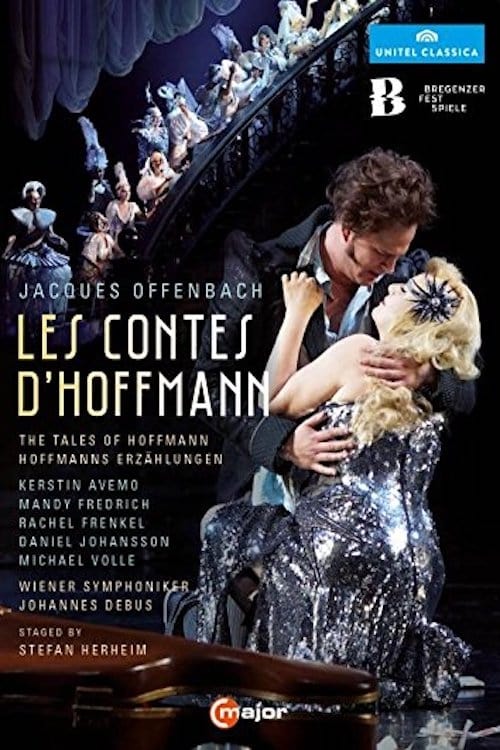 UNITEL CLASSICA
B
BREGENZER
FEST
SPIELE
JACQUES OFFENBACH
LES CONTES
D'HOFFMANN
THE TALES OF HOFFMANN
HOFFMANNS ERZÄHLUNGEN
KERSTIN AVEMO
MANDY FREDRICH
RACHEL FRENKEL
DANIEL JOHANSSON
MICHAEL VOLLE
WIENER SYMPHONIKER
JOHANNES DEBUS
STAGED BY
STEFAN HERHEIM
C major